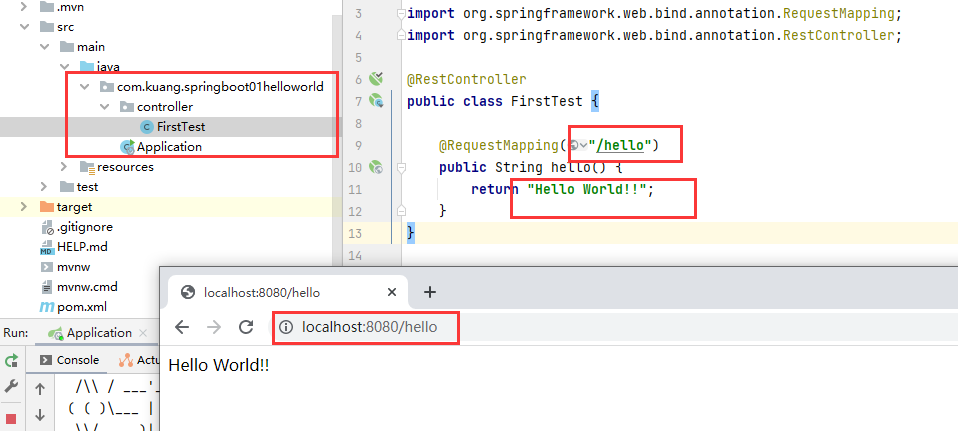 .mvn
src
main
java
com.kuang.springboot01helloworld
controller
FirstTest
Application
resources
test
target
.gitignore
HELP.md
mvnw
mvnw.cmd
pom.xml
3 import org.springframework.web.bind.annotation.RequestMapping;
4 import org.springframework.web.bind.annotation.RestController;
5
6 @RestController
7 public class FirstTest {
8
9 @RequestMapping("/hello")
10 public String hello() {
11 return "Hello World!!";
12 }
13 }
14
localhost:8080/hello
localhost:8080/hello
Hello World!!
Run: Application
Console Actu
/\\ / ___'_
( ( )\___ |